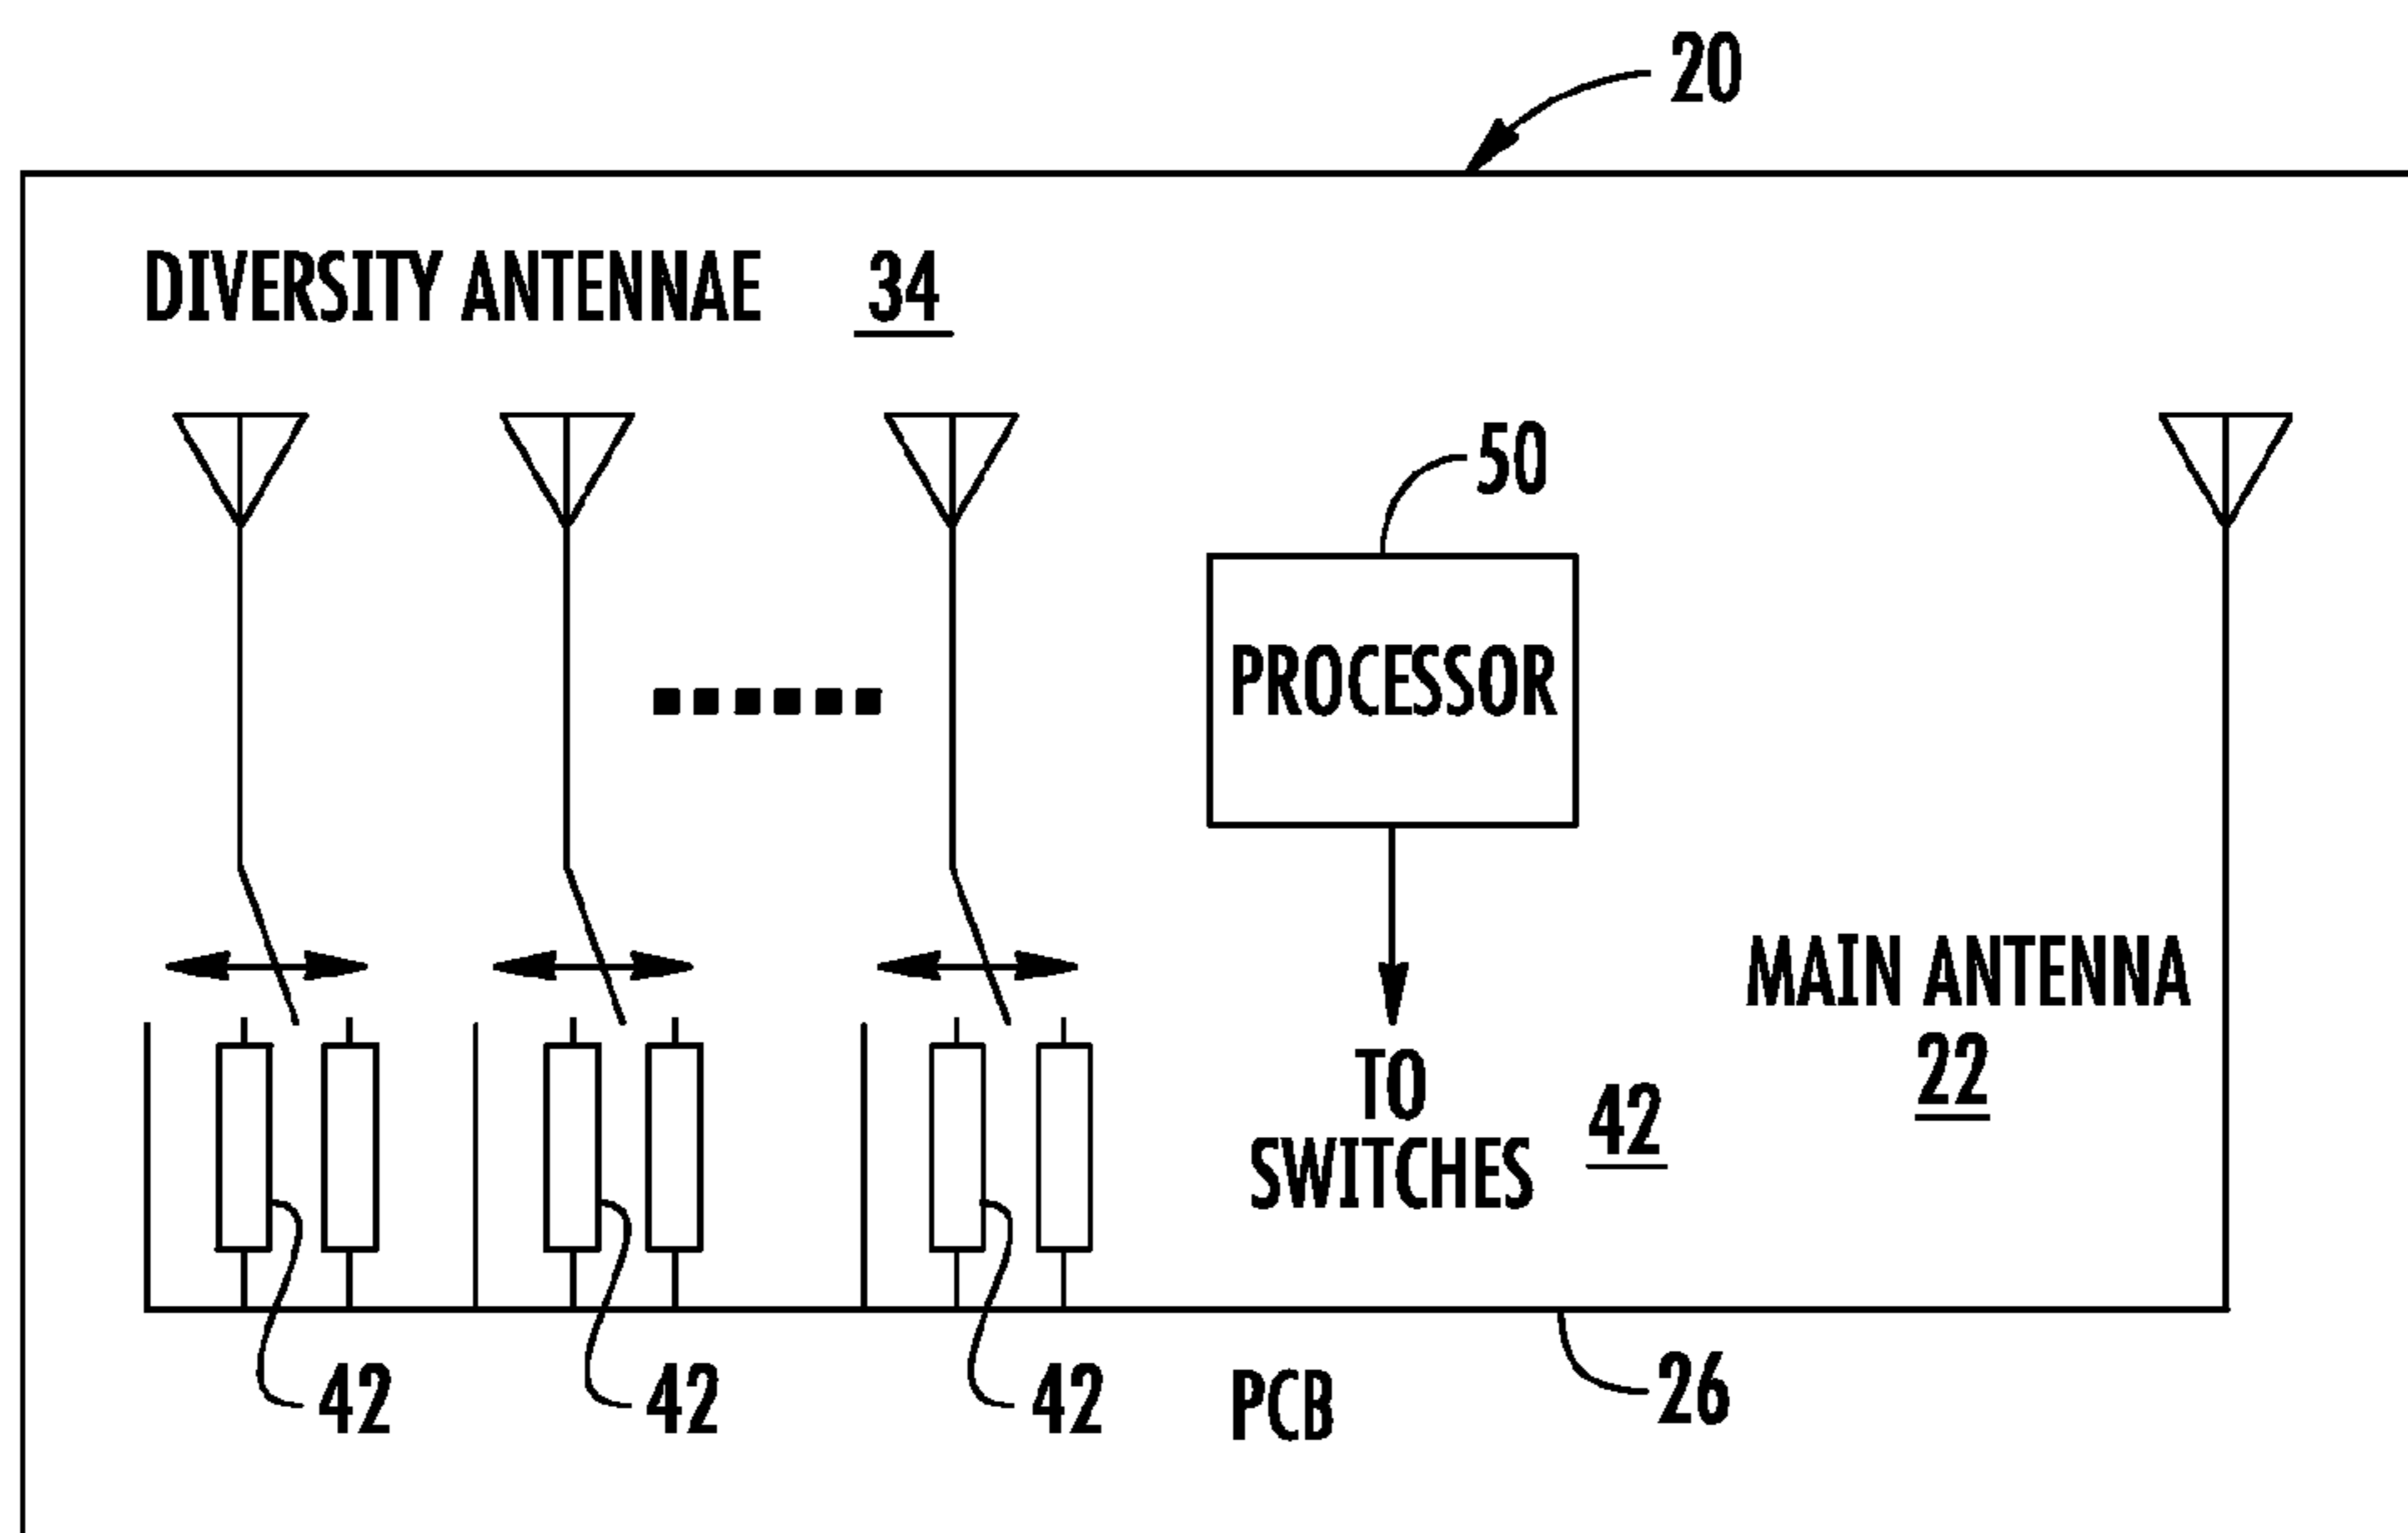 20
DIVERSITY ANTENNAE 34
50
PROCESSOR
MAIN ANTENNA
22
TO
SWITCHES 42
42 42 42 PCB 26